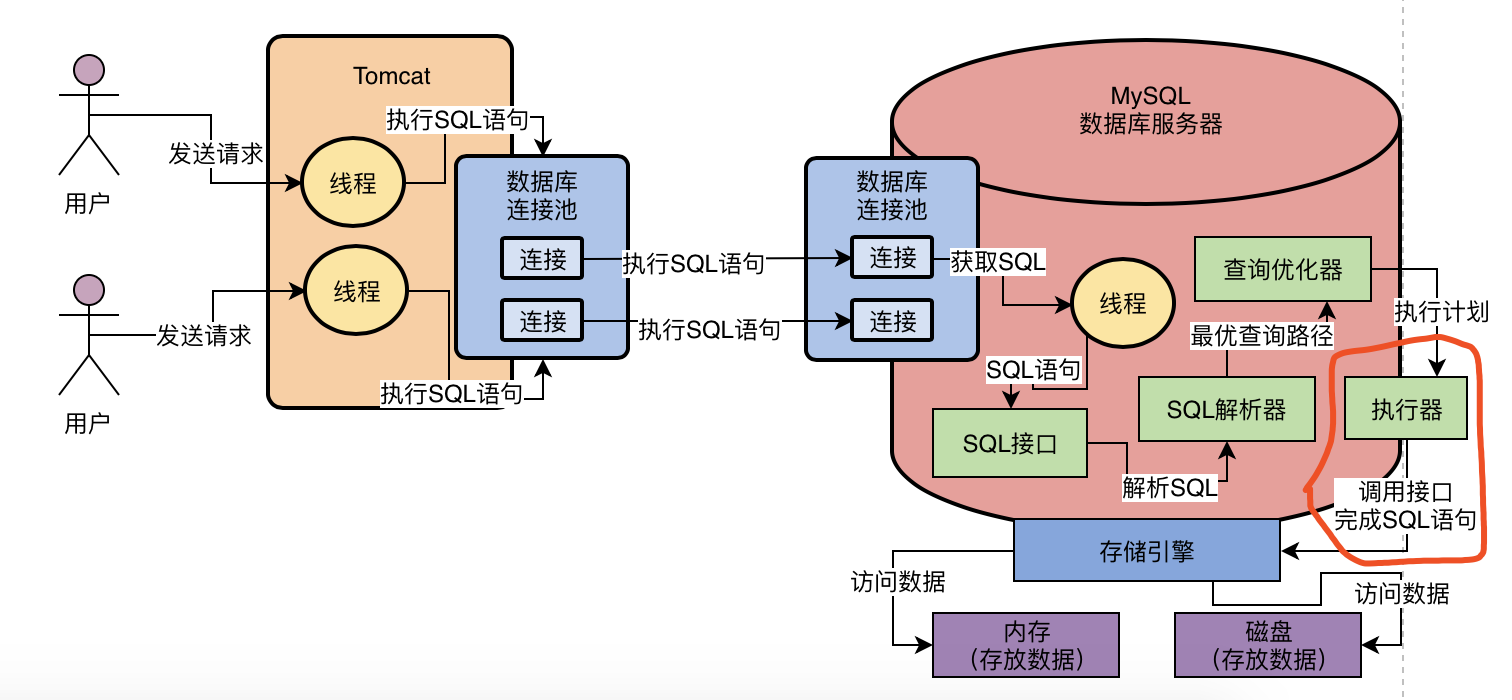 Tomcat
MySQL
数据库服务器
用户
发送请求
线程
执行SQL语句
数据库
连接池
连接
连接
执行SQL语句
执行SQL语句
数据库
连接池
连接
连接
获取SQL
线程
查询优化器
执行计划
用户
发送请求
线程
执行SQL语句
SQL语句
最优查询路径
SQL接口
SQL解析器
执行器
解析SQL
调用接口
完成SQL语句
存储引擎
访问数据
访问数据
内存
（存放数据）
磁盘
（存放数据）